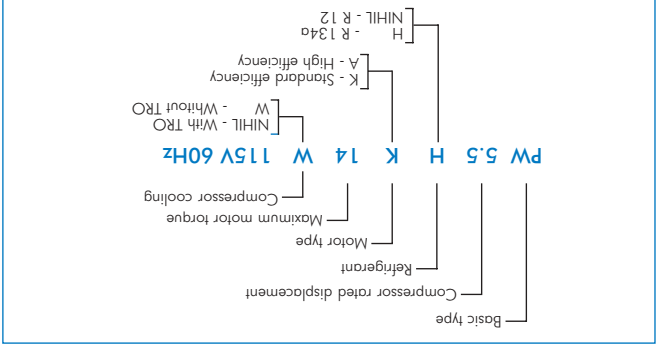 Basic type
Compressor rated displacement
Refrigerant
Motor type
Maximum motor torque
Compressor cooling
PW 5.5 H K 14 W 115V 60Hz
NIHIL - With TRO
W - Whitout TRO
K - Standard efficiency
A - High efficiency
H - R 134a
NIHIL - R 12